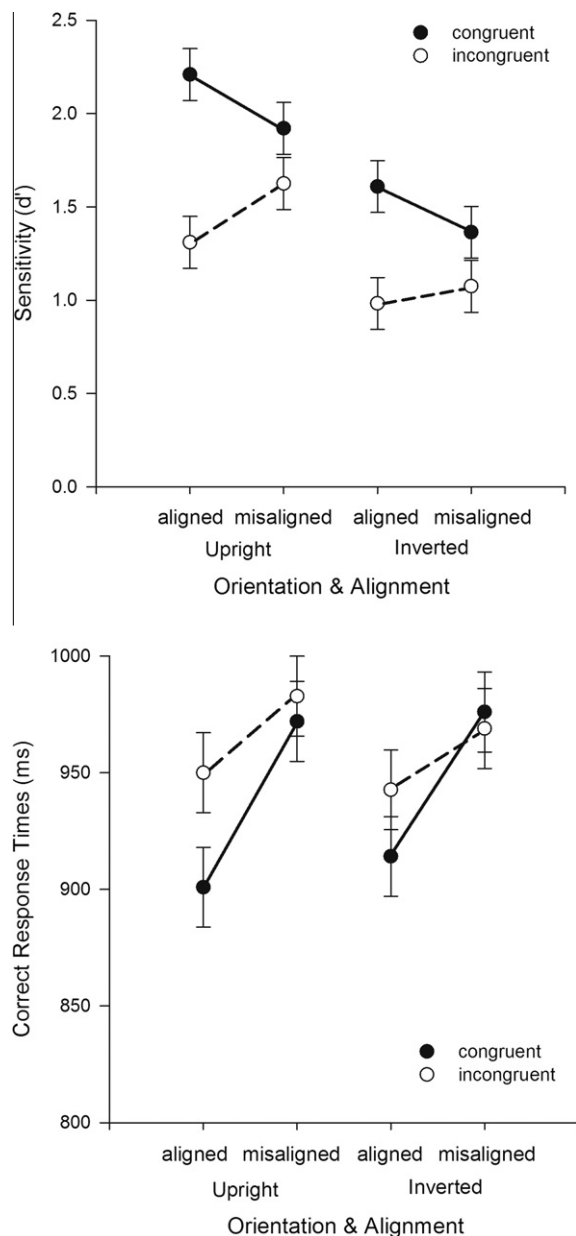 congruent
incongruent
Sensitivity (d')
2.5
2.0
1.5
1.0
0.5
0.0
aligned misaligned aligned misaligned
Upright Inverted
Orientation & Alignment
Correct Response Times (ms)
1000
950
900
850
800
congruent
incongruent
aligned misaligned aligned misaligned
Upright Inverted
Orientation & Alignment